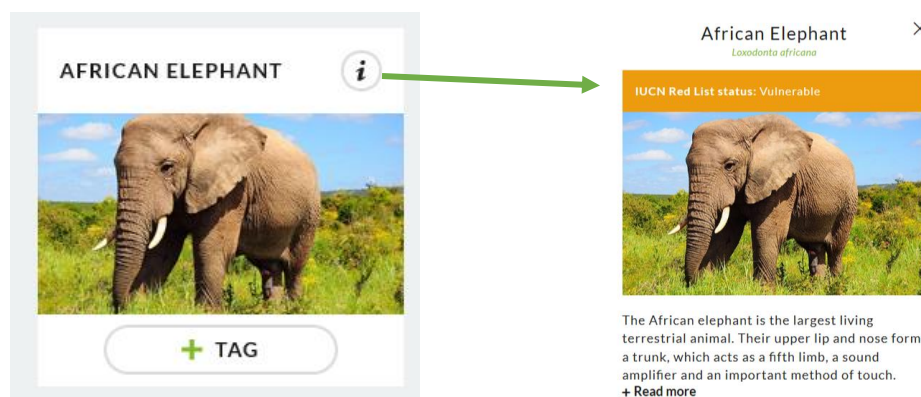 AFRICAN ELEPHANT
i
+ TAG
African Elephant
Loxodonta africana
IUCN Red List status: Vulnerable
The African elephant is the largest living
terrestrial animal. Their upper lip and nose form
a trunk, which acts as a fifth limb, a sound
amplifier and an important method of touch.
+ Read more